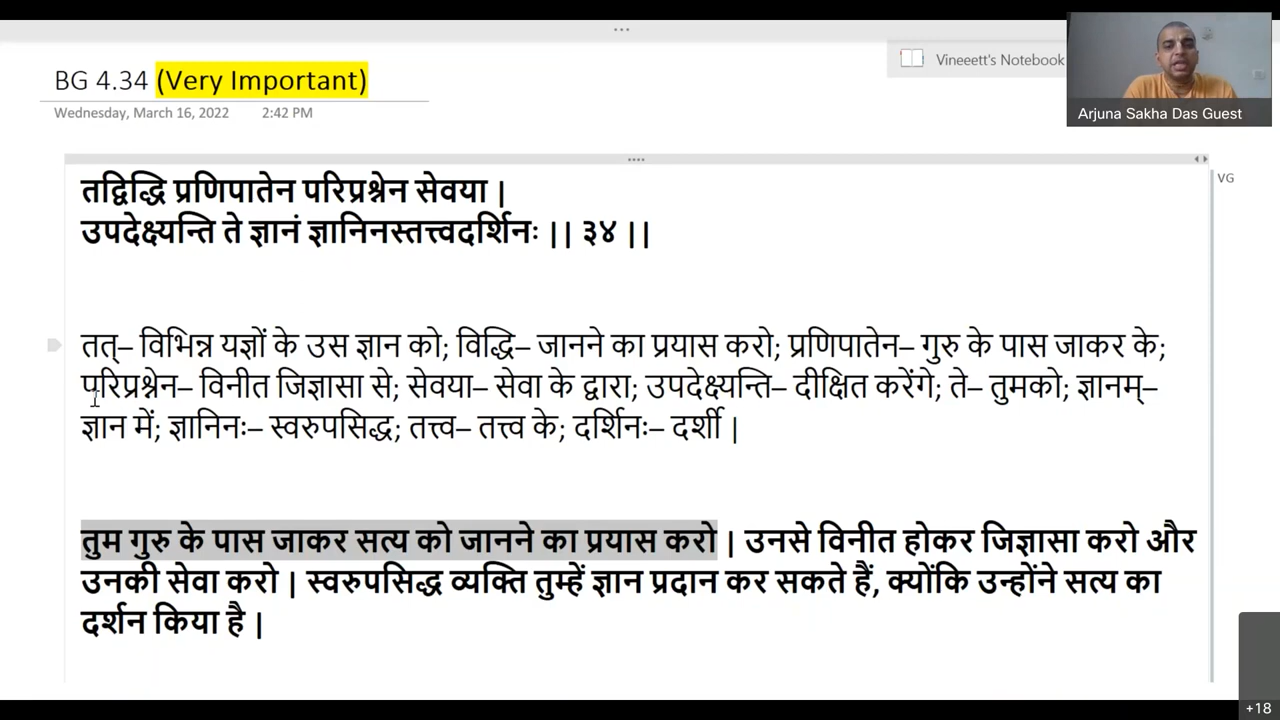 BG 4.34 (Very Important)
Wednesday, March 16, 2022 2:42 PM
Vineeett's Notebook
Arjuna Sakha Das Guest
VG
तद्विद्धि प्रणिपातेन परिप्रश्नेन सेवया |
उपदेक्ष्यन्ति ते ज्ञानं ज्ञानिनस्तत्त्वदर्शिनः || ३४ ||
तत्– विभिन्न यज्ञों के उस ज्ञान को; विद्धि– जानने का प्रयास करो; प्रणिपातेन– गुरु के पास जाकर के;
परिप्रश्नेन– विनीत जिज्ञासा से; सेवया– सेवा के द्वारा; उपदेक्ष्यन्ति– दीक्षित करेंगे; ते– तुमको; ज्ञानम्–
ज्ञान में; ज्ञानिनः– स्वरुपसिद्ध; तत्त्व– तत्त्व के; दर्शिनः– दर्शी |
तुम गुरु के पास जाकर सत्य को जानने का प्रयास करो | उनसे विनीत होकर जिज्ञासा करो और
उनकी सेवा करो | स्वरुपसिद्ध व्यक्ति तुम्हें ज्ञान प्रदान कर सकते हैं, क्योंकि उन्होंने सत्य का
दर्शन किया है |
+18